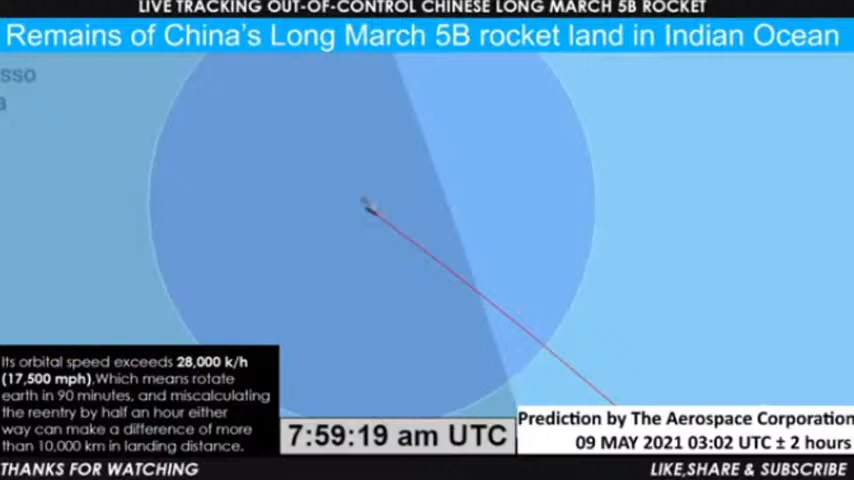 LIVE TRACKING OUT-OF-CONTROL CHINESE LONG MARCH 5B ROCKET
Remains of China's Long March 5B rocket land in Indian Ocean
sso
a
Its orbital speed exceeds 28,000 k/h
(17,500 mph).Which means rotate
earth in 90 minutes, and miscalculating
the reentry by half an hour either
way can make a difference of more
than 10,000 km in landing distance.
7:59:19 am UTC
Prediction by The Aerospace Corporation
09 MAY 2021 03:02 UTC ± 2 hours
THANKS FOR WATCHING
LIKE,SHARE & SUBSCRIBE